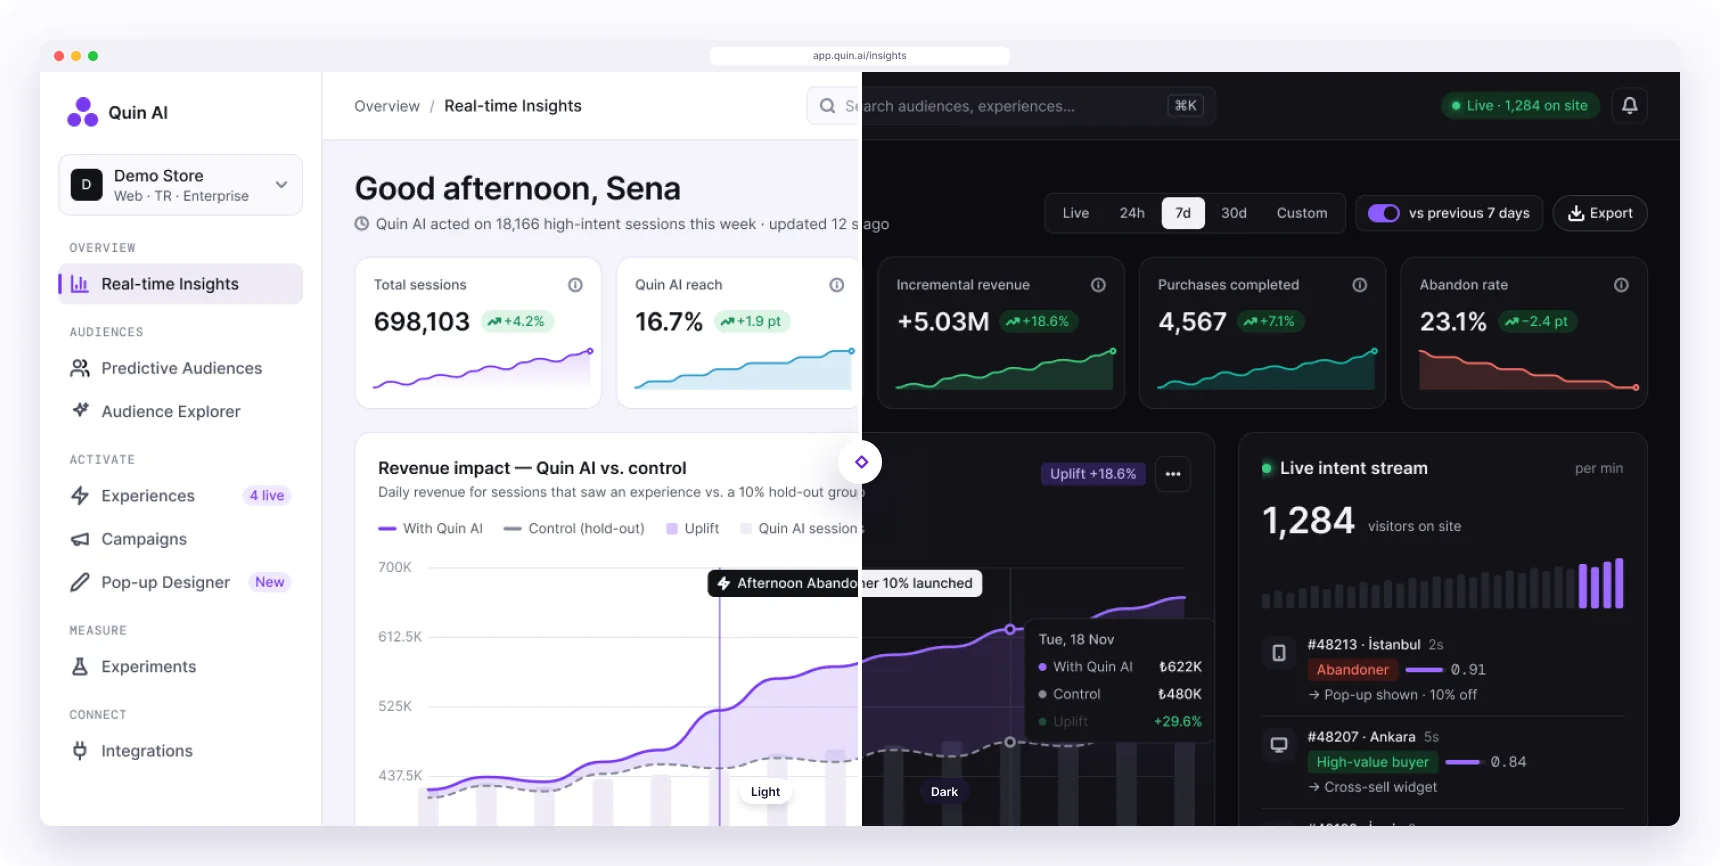 app.quin.ai/insights
Quin AI
Overview / Real-time Insights
Search audiences, experiences...
⌘K
Live · 1,284 on site
D
Demo Store
Web · TR · Enterprise
OVERVIEW
Real-time Insights
AUDIENCES
Predictive Audiences
Audience Explorer
ACTIVATE
Experiences
4 live
Campaigns
Pop-up Designer
New
MEASURE
Experiments
CONNECT
Integrations
Good afternoon, Sena
Quin AI acted on 18,166 high-intent sessions this week · updated 12 s ago
Live
24h
7d
30d
Custom
vs previous 7 days
Export
Total sessions
698,103
+4.2%
Quin AI reach
16.7%
+1.9 pt
Incremental revenue
+5.03M
+18.6%
Purchases completed
4,567
+7.1%
Abandon rate
23.1%
−2.4 pt
Revenue impact — Quin AI vs. control
Daily revenue for sessions that saw an experience vs. a 10% hold-out group
Uplift +18.6%
With Quin AI
Control (hold-out)
Uplift
Quin AI sessions
700K
612.5K
525K
437.5K
Afternoon Abandoner 10% launched
Tue, 18 Nov
With Quin AI ₺622K
Control ₺480K
Uplift +29.6%
Light
Dark
Live intent stream
per min
1,284 visitors on site
#48213 · İstanbul 2s
Abandoner 0.91
→ Pop-up shown · 10% off
#48207 · Ankara 5s
High-value buyer 0.84
→ Cross-sell widget